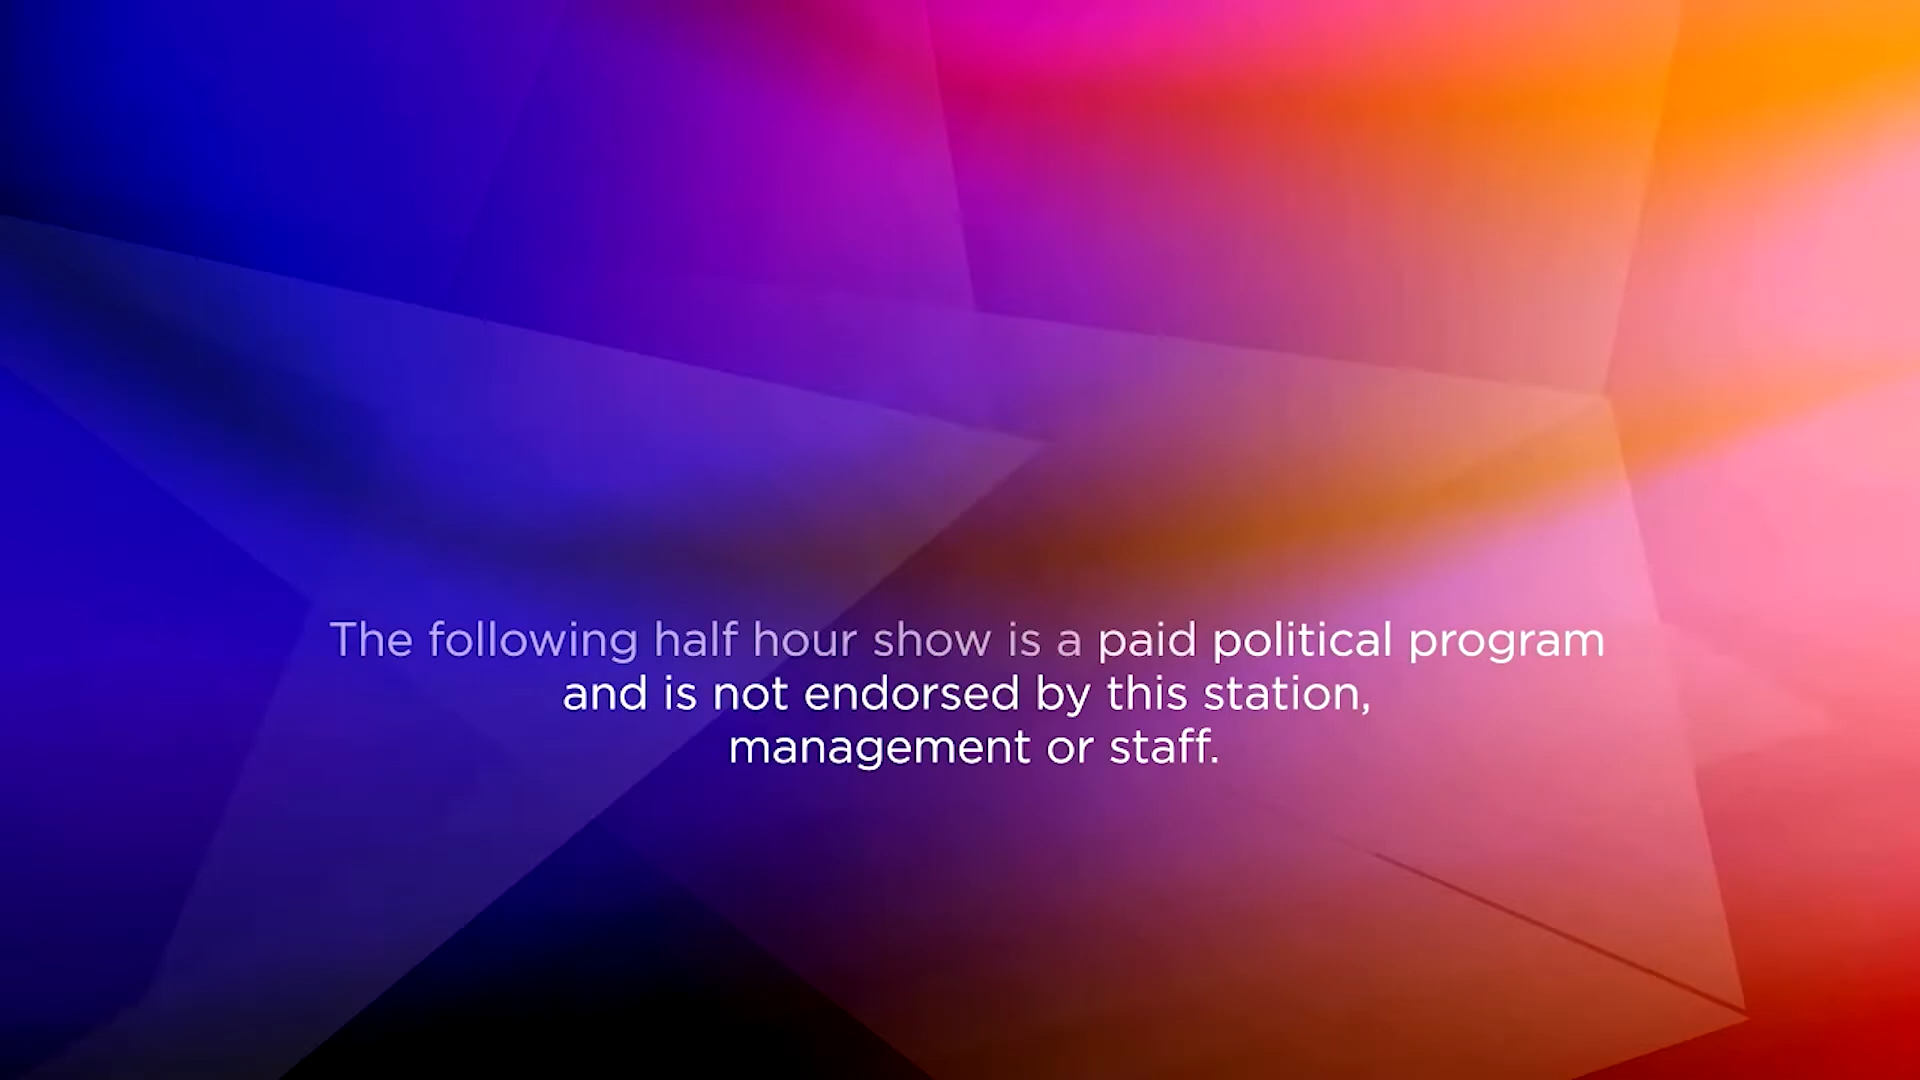 The following half hour show is a paid political program
and is not endorsed by this station,
management or staff.